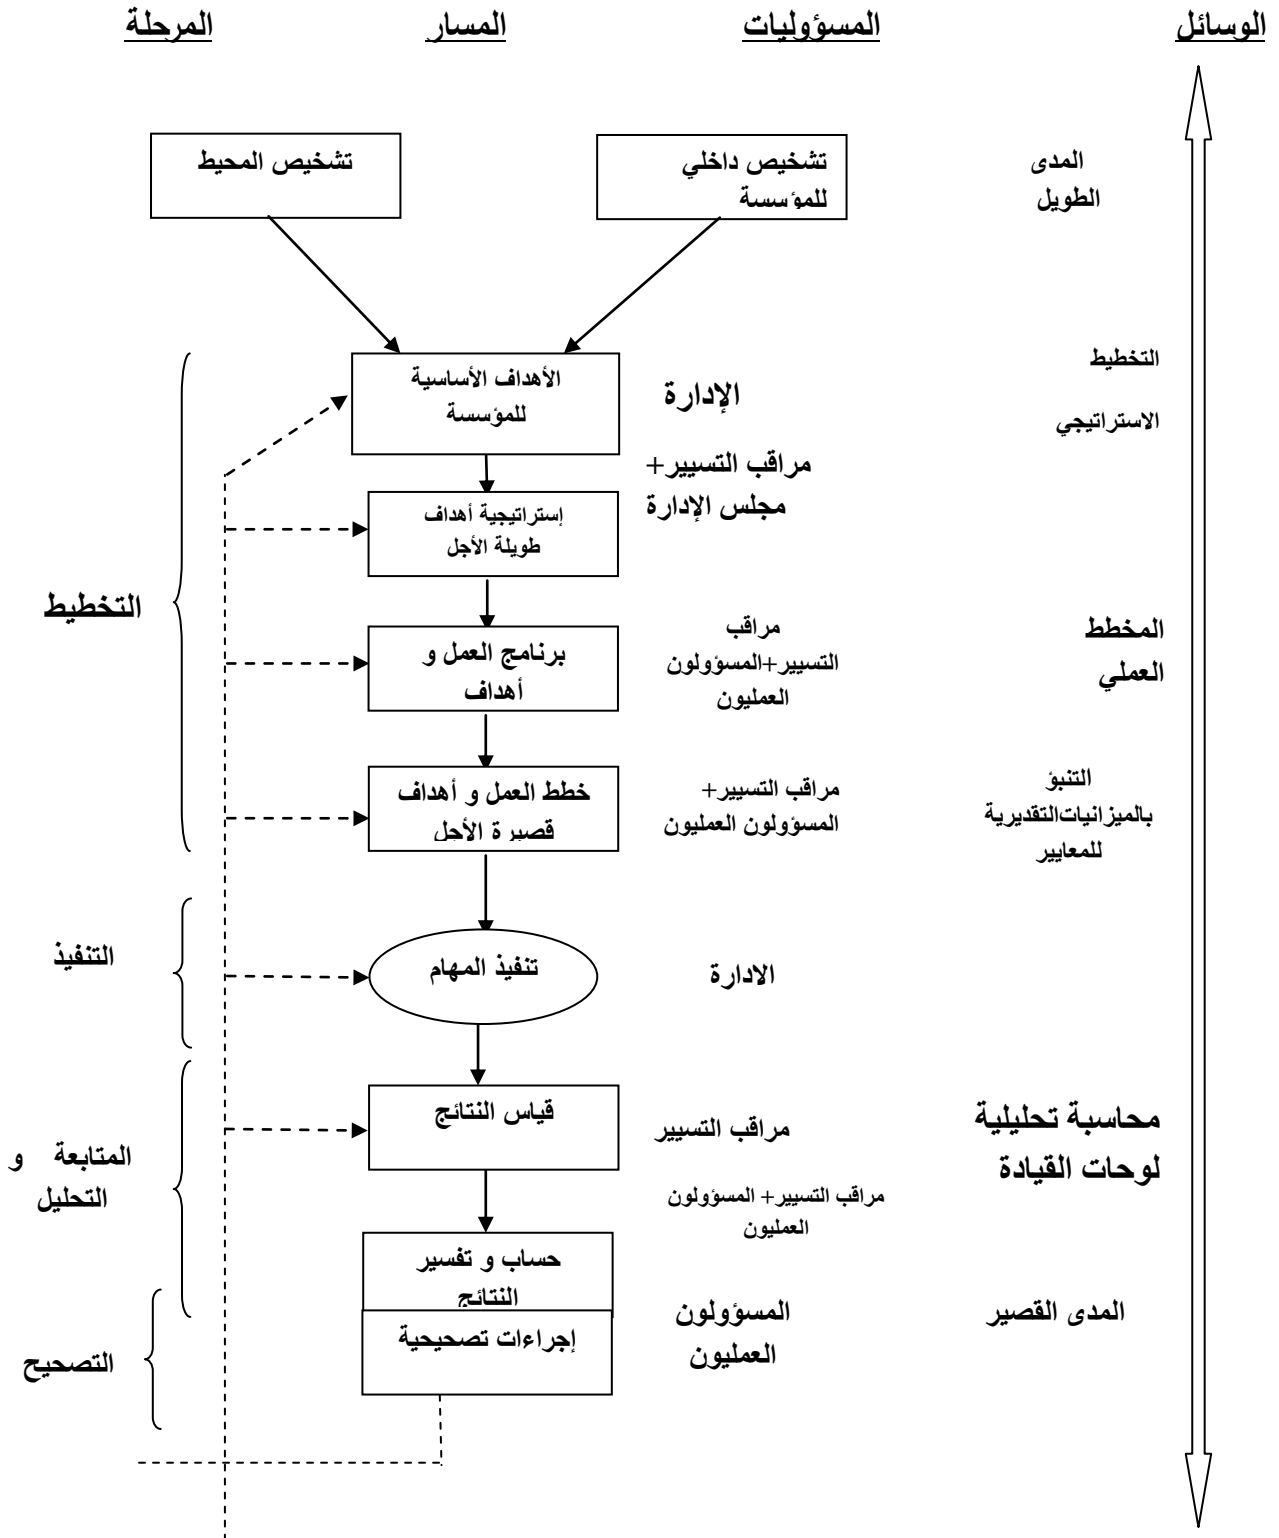 الوسائل
المسؤوليات
المسار
المرحلة
المدى
الطويل
تشخيص داخلي
للمؤسسة
تشخيص المحيط
التخطيط
الاستراتيجي
الإدارة
الأهداف الأساسية
للمؤسسة
مراقب التسيير+
مجلس الإدارة
إستراتيجية أهداف
طويلة الأجل
التخطيط
المخطط
العملي
مراقب
التسيير+المسؤولون
العمليون
برنامج العمل و
أهداف
التنبؤ
بالميزانيات التقديرية
للمعايير
مراقب التسيير+
المسؤولون العمليون
خطط العمل و أهداف
قصيرة الأجل
الادارة
تنفيذ المهام
التنفيذ
محاسبة تحليلية
لوحات القيادة
مراقب التسيير
قياس النتائج
المتابعة و
التحليل
مراقب التسيير+ المسؤولون
العمليون
حساب و تفسير
النتائج
المدى القصير
المسؤولون
العمليون
إجراءات تصحيحية
التصحيح